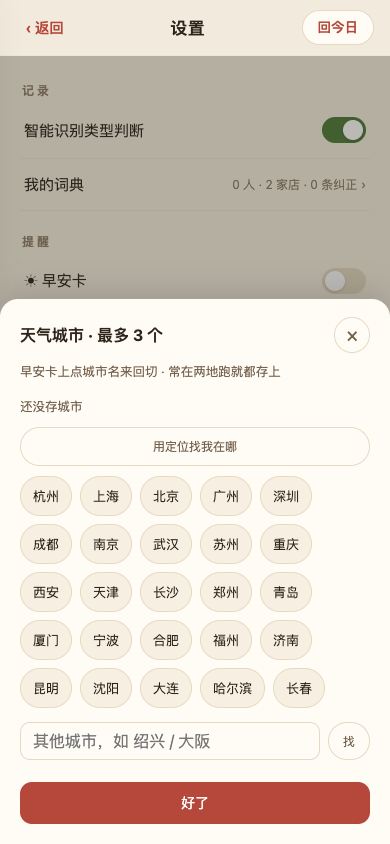 ‹ 返回 设置 回今日
记录
智能识别类型判断
我的词典 0 人 · 2 家店 · 0 条纠正 ›
提醒
☀ 早安卡
天气城市 · 最多 3 个 ×
早安卡上点城市名来回切 · 常在两地跑就都存上
还没存城市
用定位找我在哪
杭州 上海 北京 广州 深圳
成都 南京 武汉 苏州 重庆
西安 天津 长沙 郑州 青岛
厦门 宁波 合肥 福州 济南
昆明 沈阳 大连 哈尔滨 长春
其他城市，如 绍兴 / 大阪 找
好了